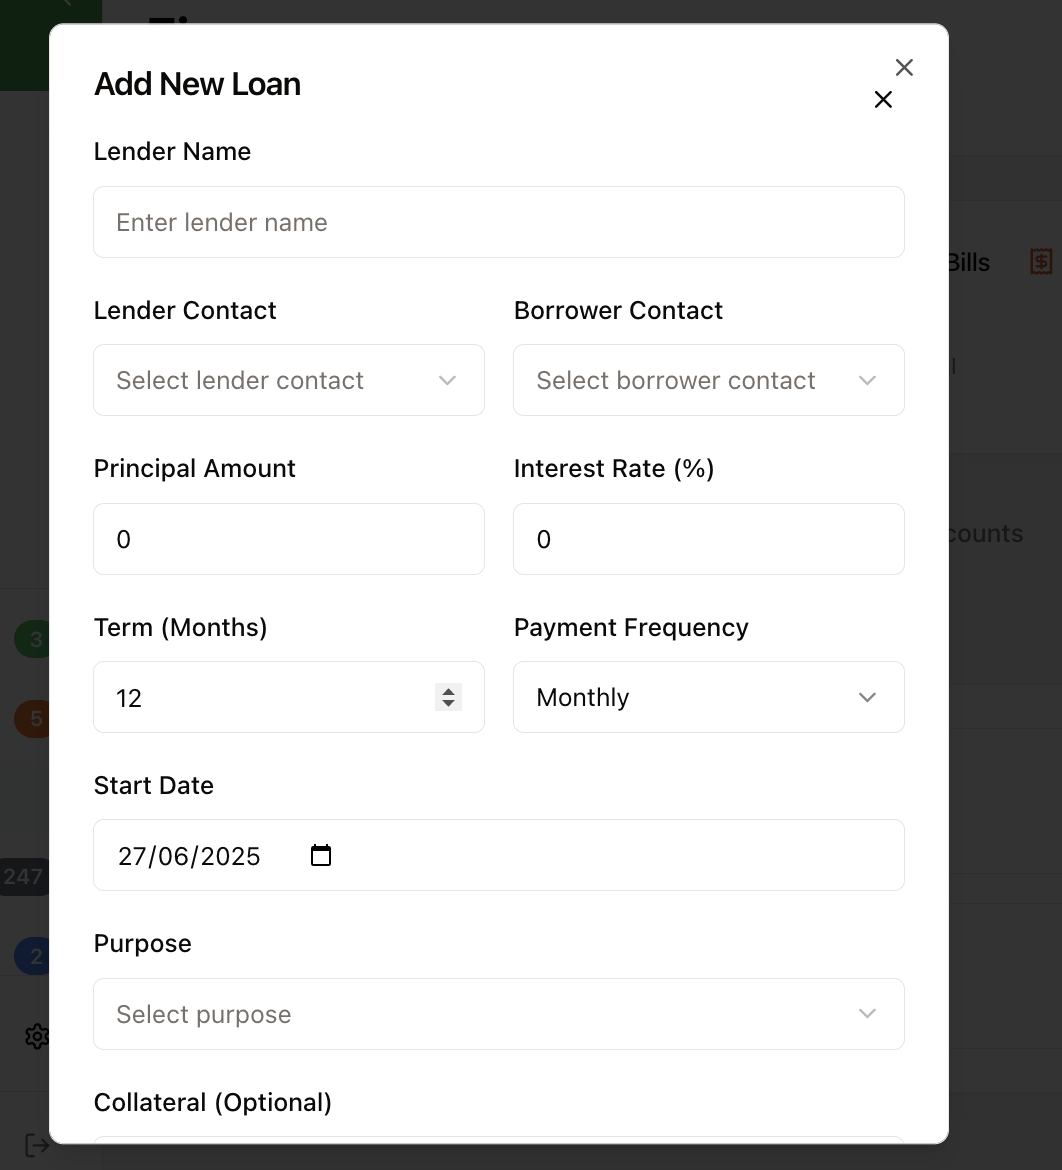 Add New Loan
Lender Name
Enter lender name
Bills
Lender Contact
Borrower Contact
Select lender contact
Select borrower contact
Principal Amount
Interest Rate (%)
0
0
counts
Term (Months)
Payment Frequency
3
12
Monthly
5
Start Date
27/06/2025
247
Purpose
2
Select purpose
Collateral (Optional)